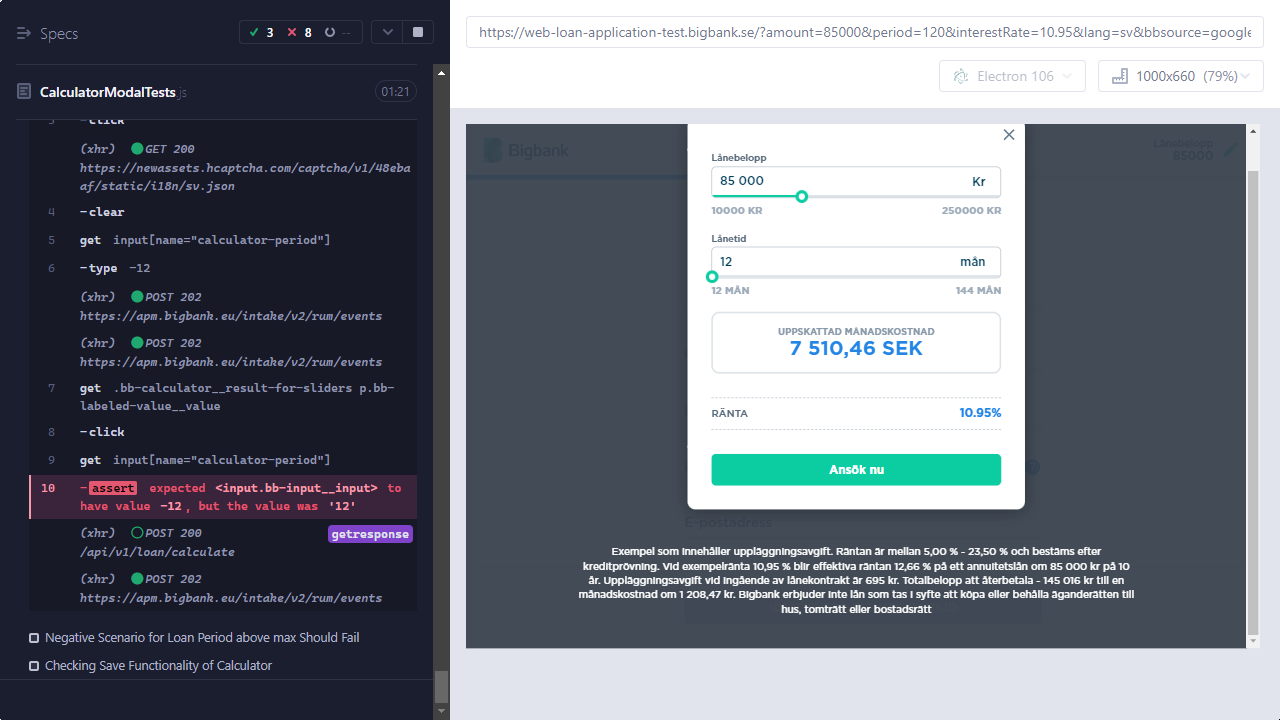 Specs
3
8
--
CalculatorModalTests.js
01:21
3 -click
(xhr) GET 200
https://newassets.hcaptcha.com/captcha/v1/48eba
af/static/i18n/sv.json
4 -clear
5 get input[name="calculator-period"]
6 -type -12
(xhr) POST 202
https://apm.bigbank.eu/intake/v2/rum/events
(xhr) POST 202
https://apm.bigbank.eu/intake/v2/rum/events
7 get .bb-calculator__result-for-sliders p.bb-
labeled-value__value
8 -click
9 get input[name="calculator-period"]
10 -assert expected <input.bb-input__input> to
have value -12, but the value was '12'
(xhr) POST 200 getresponse
/api/v1/loan/calculate
(xhr) POST 202
https://apm.bigbank.eu/intake/v2/rum/events
Negative Scenario for Loan Period above max Should Fail
Checking Save Functionality of Calculator
https://web-loan-application-test.bigbank.se/?amount=85000&period=120&interestRate=10.95&lang=sv&bbsource=google
Electron 106
1000x660 (79%)
Bigbank
Lånebelopp
85000
Lånebelopp
85 000 Kr
10000 KR 250000 KR
Lånetid
12 mån
12 MÅN 144 MÅN
UPPSKATTAD MÅNADSKOSTNAD
7 510,46 SEK
RÄNTA 10.95%
Ansök nu
E-postadress
Exempel som innehåller uppläggningsavgift. Räntan är mellan 5,00 % - 23,50 % och bestäms efter
kreditprövning. Vid exempelränta 10,95 % blir effektiva räntan 12,66 % på ett annuitetslån om 85 000 kr på 10
år. Uppläggningsavgift vid ingående av lånekontrakt är 695 kr. Totalbelopp att återbetala - 145 016 kr till en
månadskostnad om 1 208,47 kr. Bigbank erbjuder inte lån som tas i syfte att köpa eller behålla äganderätten till
hus, tomträtt eller bostadsrätt